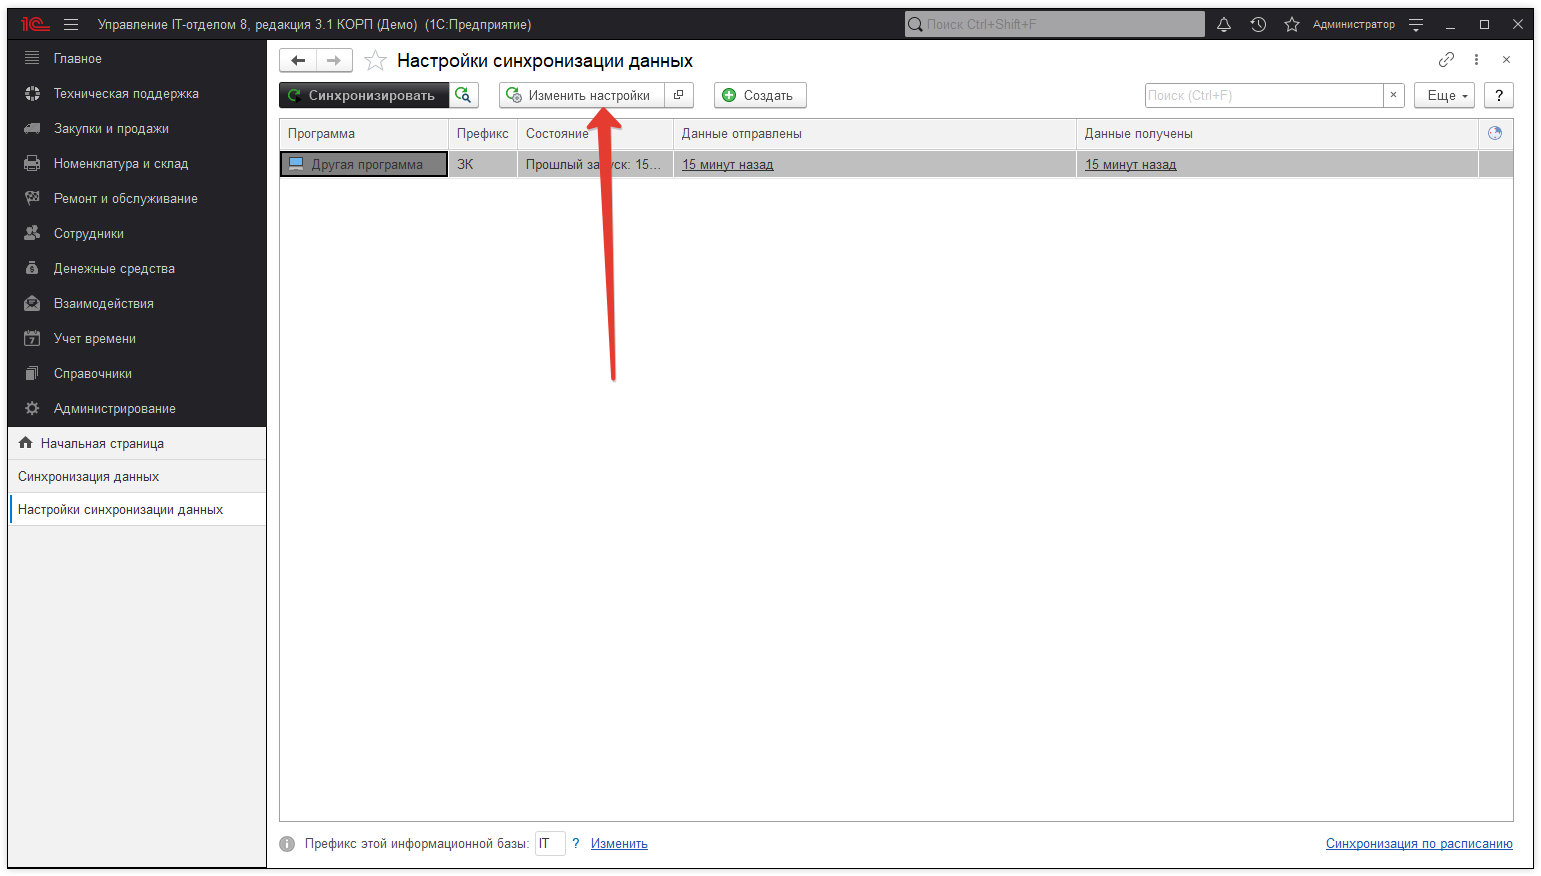 1С Управление IT-отделом 8, редакция 3.1 КОРП (Демо) (1С:Предприятие) Поиск Ctrl+Shift+F Администратор
Главное
Техническая поддержка
Закупки и продажи
Номенклатура и склад
Ремонт и обслуживание
Сотрудники
Денежные средства
Взаимодействия
7 Учет времени
Справочники
Администрирование
Начальная страница
Синхронизация данных
Настройки синхронизации данных
Настройки синхронизации данных
Синхронизировать Изменить настройки Создать Поиск (Ctrl+F) × Еще ?
Программа Префикс Состояние Данные отправлены Данные получены
Другая программа ЗК Прошлый запуск: 15... 15 минут назад 15 минут назад
Префикс этой информационной базы: IT ? Изменить Синхронизация по расписанию